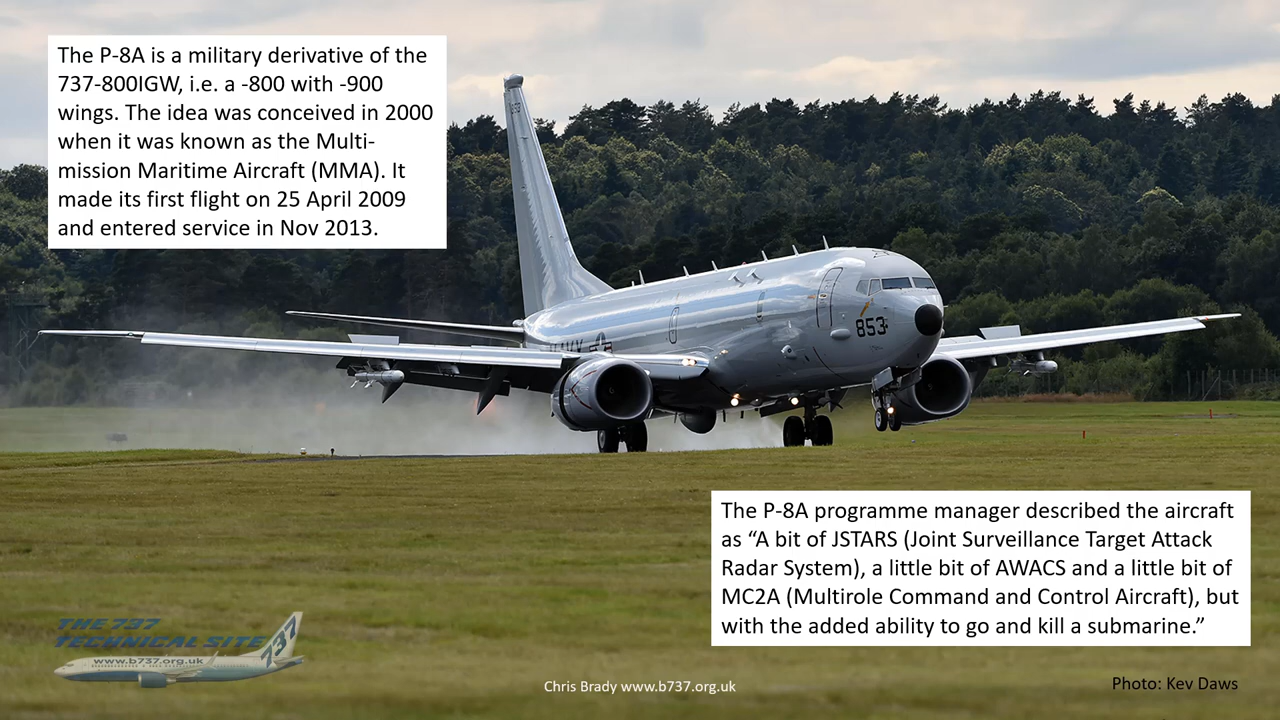 The P-8A is a military derivative of the
737-800IGW, i.e. a -800 with -900
wings. The idea was conceived in 2000
when it was known as the Multi-
mission Maritime Aircraft (MMA). It
made its first flight on 25 April 2009
and entered service in Nov 2013.
853
The P-8A programme manager described the aircraft
as “A bit of JSTARS (Joint Surveillance Target Attack
Radar System), a little bit of AWACS and a little bit of
MC2A (Multirole Command and Control Aircraft), but
with the added ability to go and kill a submarine.”
THE 737
TECHNICAL SITE
737
www.b737.org.uk
Chris Brady www.b737.org.uk
Photo: Kev Daws